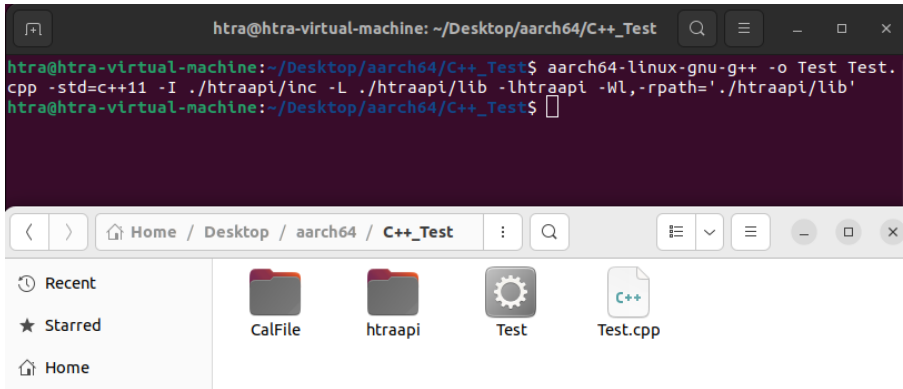 htra@htra-virtual-machine: ~/Desktop/aarch64/C++_Test
htra@htra-virtual-machine:~/Desktop/aarch64/C++_Test$ aarch64-linux-gnu-g++ -o Test Test.
cpp -std=c++11 -I ./htraapi/inc -L ./htraapi/lib -lhtraapi -Wl,-rpath='./htraapi/lib'
htra@htra-virtual-machine:~/Desktop/aarch64/C++_Test$
Home / Desktop / aarch64 / C++_Test
Recent
Starred
Home
C++
CalFile htraapi Test Test.cpp